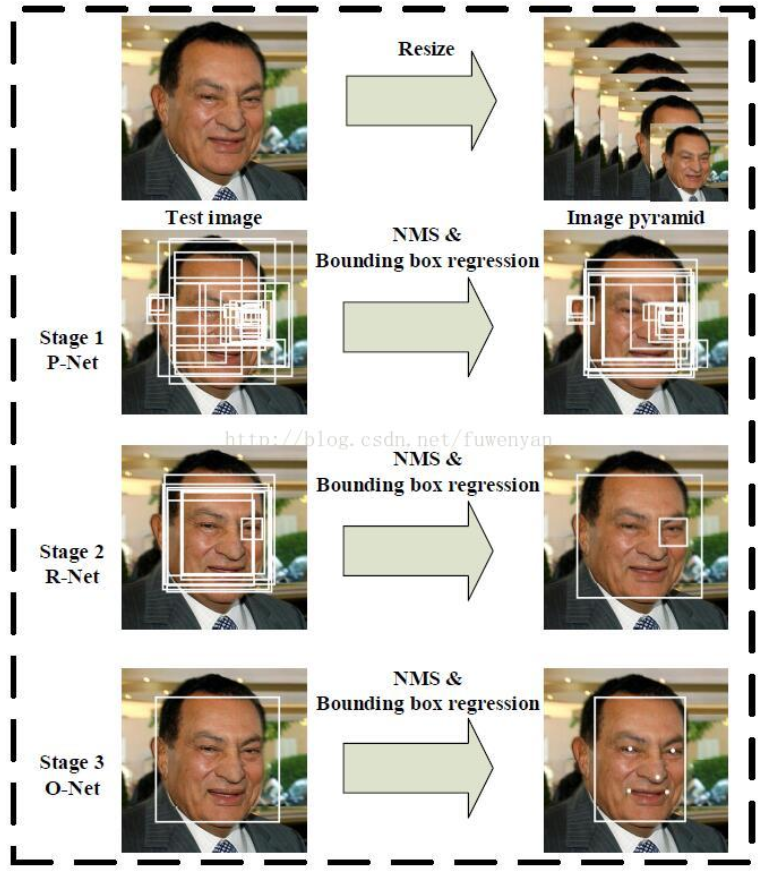 Resize
Test image
Image pyramid
NMS &
Bounding box regression
Stage 1
P-Net
http://blog.csdn.net/fuwenyan
NMS &
Bounding box regression
Stage 2
R-Net
NMS &
Bounding box regression
Stage 3
O-Net